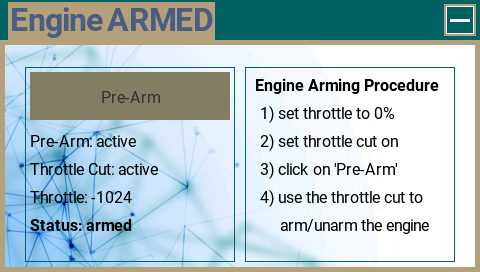 Engine ARMED
Pre-Arm
Pre-Arm: active
Throttle Cut: active
Throttle: -1024
Status: armed
Engine Arming Procedure
1) set throttle to 0%
2) set throttle cut on
3) click on 'Pre-Arm'
4) use the throttle cut to
arm/unarm the engine